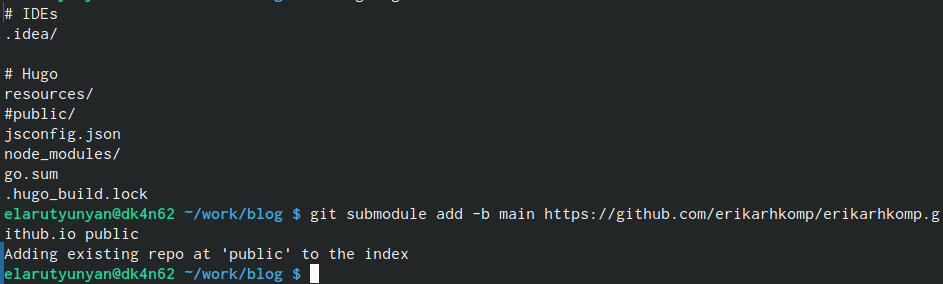 # IDEs
.idea/

# Hugo
resources/
#public/
jsconfig.json
node_modules/
go.sum
.hugo_build.lock
elarutyunyan@dk4n62 ~/work/blog $ git submodule add -b main https://github.com/erikarhkomp/erikarhkomp.g
ithub.io public
Adding existing repo at 'public' to the index
elarutyunyan@dk4n62 ~/work/blog $